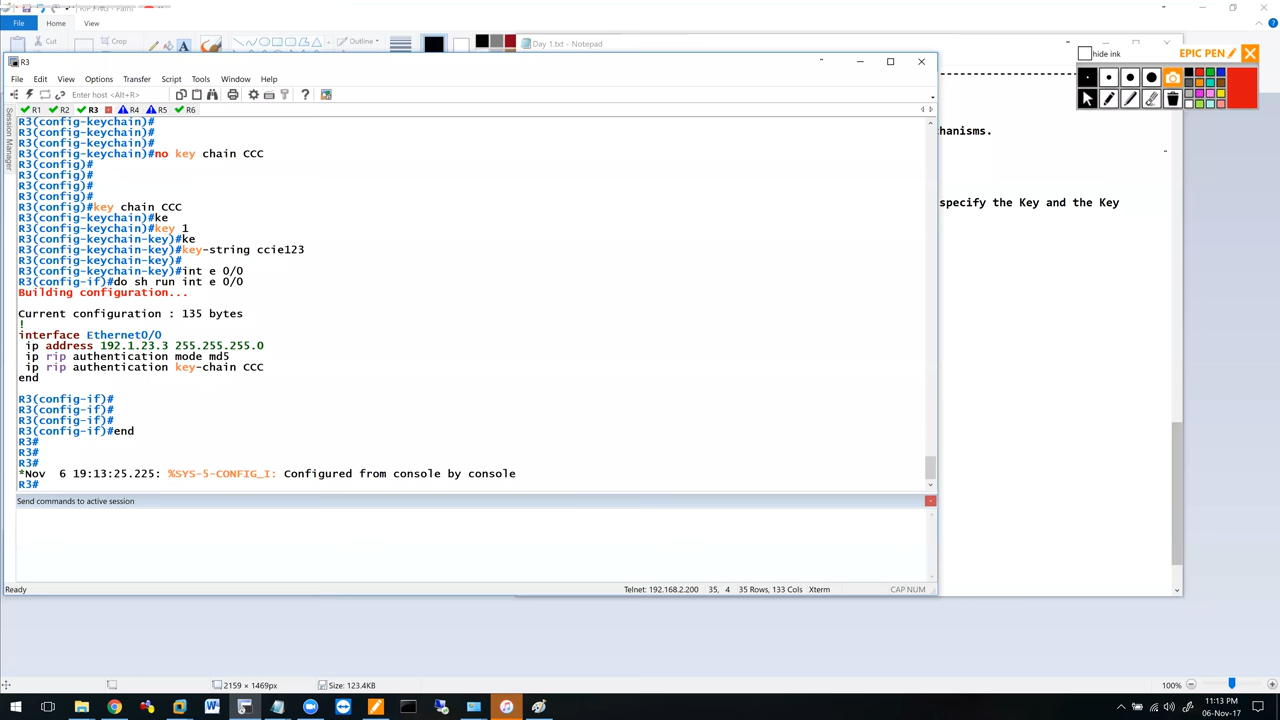 File Home View
Cut Crop Outline
Day 1.txt - Notepad
hide ink EPIC PEN
R3
File Edit View Options Transfer Script Tools Window Help
Enter host <Alt+R>
R1 R2 R3 R4 R5 R6
Session Manager
R3(config-keychain)#
R3(config-keychain)#
R3(config-keychain)#
R3(config-keychain)#no key chain CCC
R3(config)#
R3(config)#
R3(config)#
R3(config)#
R3(config)#key chain CCC
R3(config-keychain)#ke
R3(config-keychain)#key 1
R3(config-keychain-key)#ke
R3(config-keychain-key)#key-string ccie123
R3(config-keychain-key)#
R3(config-keychain-key)#int e 0/0
R3(config-if)#do sh run int e 0/0
Building configuration...
Current configuration : 135 bytes
!
interface Ethernet0/0
ip address 192.1.23.3 255.255.255.0
ip rip authentication mode md5
ip rip authentication key-chain CCC
end
R3(config-if)#
R3(config-if)#
R3(config-if)#
R3(config-if)#end
R3#
R3#
R3#
*Nov  6 19:13:25.225: %SYS-5-CONFIG_I: Configured from console by console
R3#
Send commands to active session
Ready Telnet: 192.168.2.200 35, 4 35 Rows, 133 Cols Xterm CAP NUM
hanisms.
specify the Key and the Key
2159 × 1469px Size: 123.4KB 100%
11:13 PM
06-Nov-17